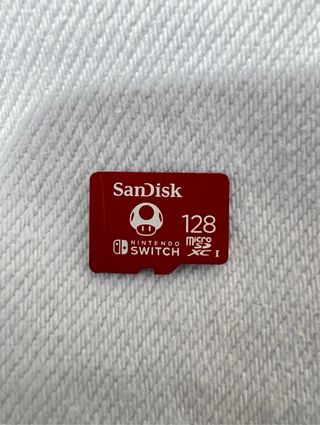 SanDisk
128
NINTENDO
SWITCH
micro
SD
XC I